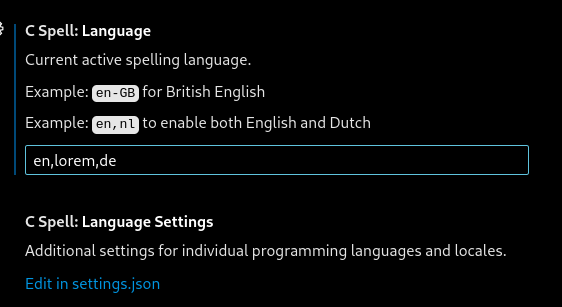 C Spell: Language
Current active spelling language.
Example: en-GB for British English
Example: en,nl to enable both English and Dutch
en,lorem,de
C Spell: Language Settings
Additional settings for individual programming languages and locales.
Edit in settings.json